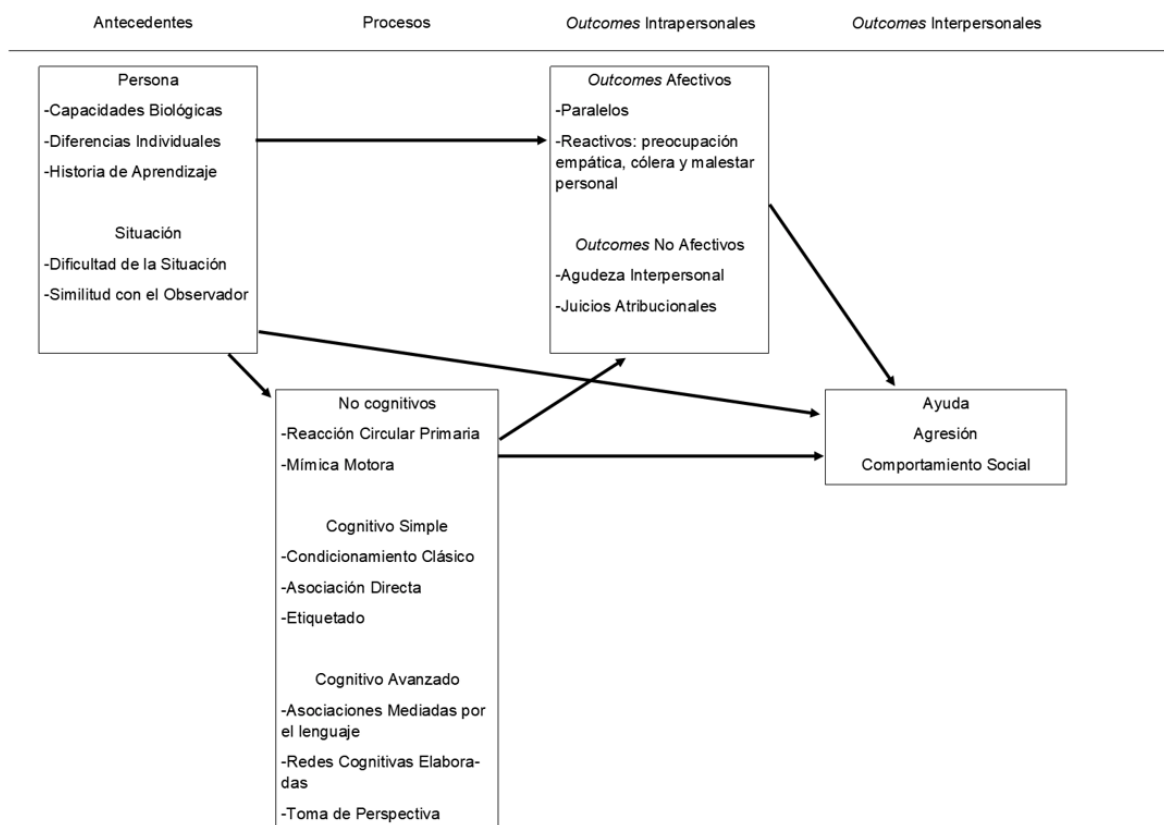 Antecedentes
Procesos
Outcomes Intrapersonales
Outcomes Interpersonales
Persona
-Capacidades Biológicas
-Diferencias Individuales
-Historia de Aprendizaje
Situación
-Dificultad de la Situación
-Similitud con el Observador
No cognitivos
-Reacción Circular Primaria
-Mímica Motora
Cognitivo Simple
-Condicionamiento Clásico
-Asociación Directa
-Etiquetado
Cognitivo Avanzado
-Asociaciones Mediadas por
el lenguaje
-Redes Cognitivas Elabora-
das
-Toma de Perspectiva
Outcomes Afectivos
-Paralelos
-Reactivos: preocupación
empática, cólera y malestar
personal
Outcomes No Afectivos
-Agudeza Interpersonal
-Juicios Atribucionales
Ayuda
Agresión
Comportamiento Social